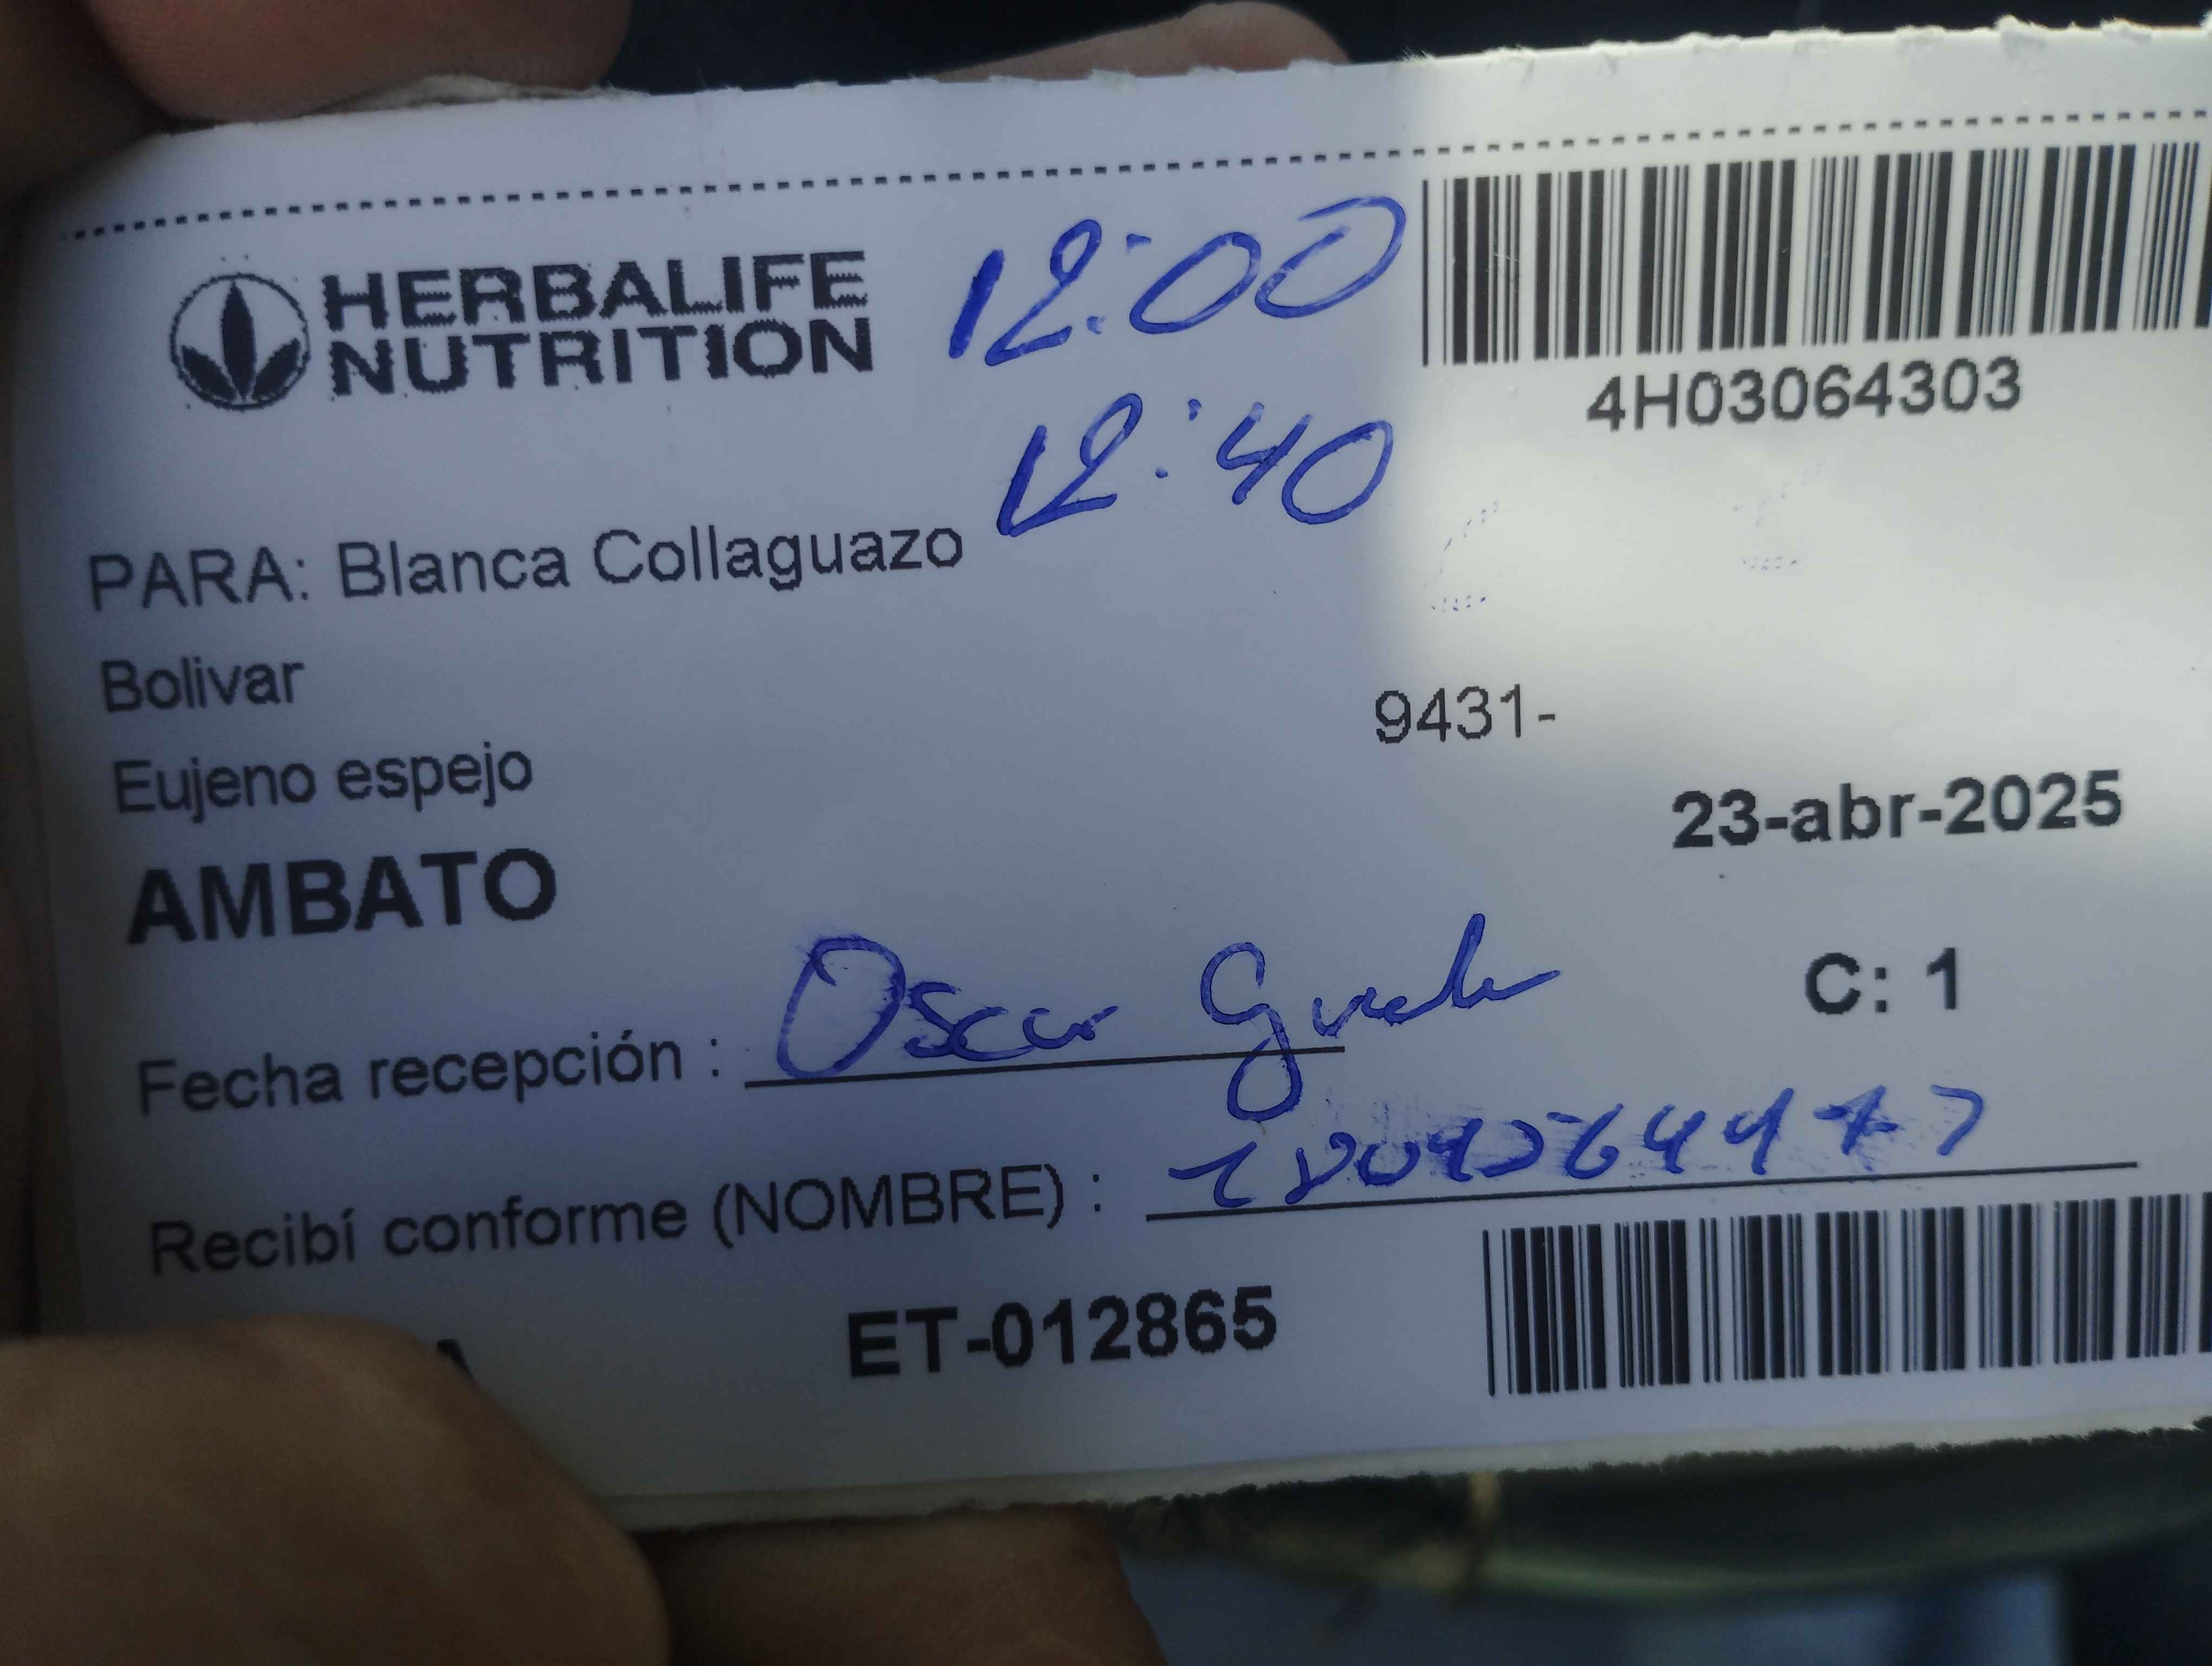 HERBALIFE
NUTRITION
12:00
12:40
4H03064303
PARA: Blanca Collaguazo
Bolivar
Eujeno espejo
9431-
23-abr-2025
AMBATO
C: 1
Fecha recepción : Oscar
Recibí conforme (NOMBRE) :
ET-012865